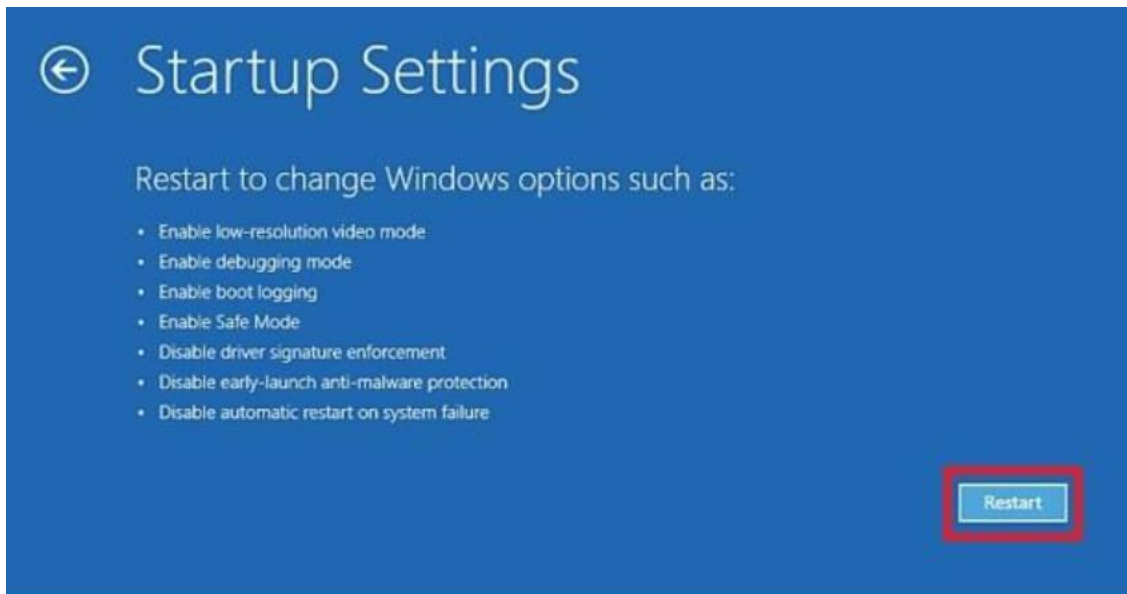 Startup Settings
Restart to change Windows options such as:
• Enable low-resolution video mode
• Enable debugging mode
• Enable boot logging
• Enable Safe Mode
• Disable driver signature enforcement
• Disable early-launch anti-malware protection
• Disable automatic restart on system failure
Restart